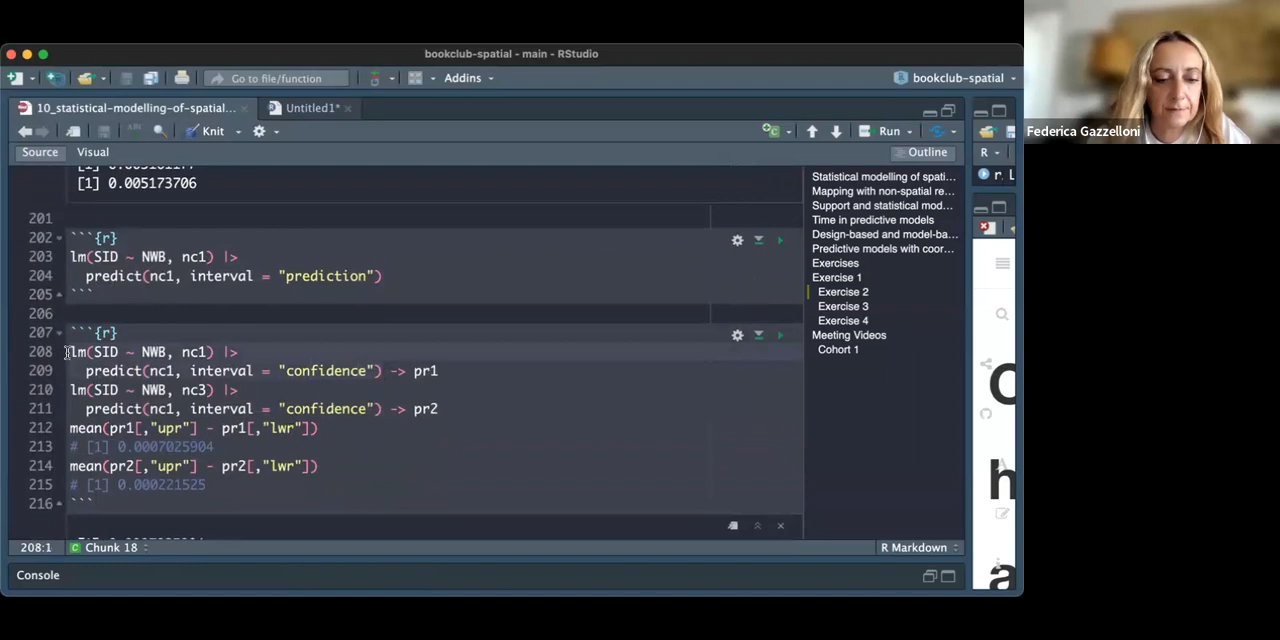 bookclub-spatial - main - RStudio
Go to file/function
Addins
bookclub-spatial
10_statistical-modelling-of-spatial...
Untitled1*
Knit
Run
R
Source
Visual
Outline
[1] 0.005173706
201
202 ```{r}
203 lm(SID ~ NWB, nc1) |>
204 predict(nc1, interval = "prediction")
205 ```
206
207 ```{r}
208 lm(SID ~ NWB, nc1) |>
209 predict(nc1, interval = "confidence") -> pr1
210 lm(SID ~ NWB, nc3) |>
211 predict(nc1, interval = "confidence") -> pr2
212 mean(pr1[,"upr"] - pr1[,"lwr"])
213 # [1] 0.0007025904
214 mean(pr2[,"upr"] - pr2[,"lwr"])
215 # [1] 0.000221525
216 ```
Statistical modelling of spati...
Mapping with non-spatial re...
Support and statistical mod...
Time in predictive models
Design-based and model-ba...
Predictive models with coor...
Exercises
Exercise 1
Exercise 2
Exercise 3
Exercise 4
Meeting Videos
Cohort 1
208:1
C Chunk 18
R Markdown
Console
Federica Gazzelloni